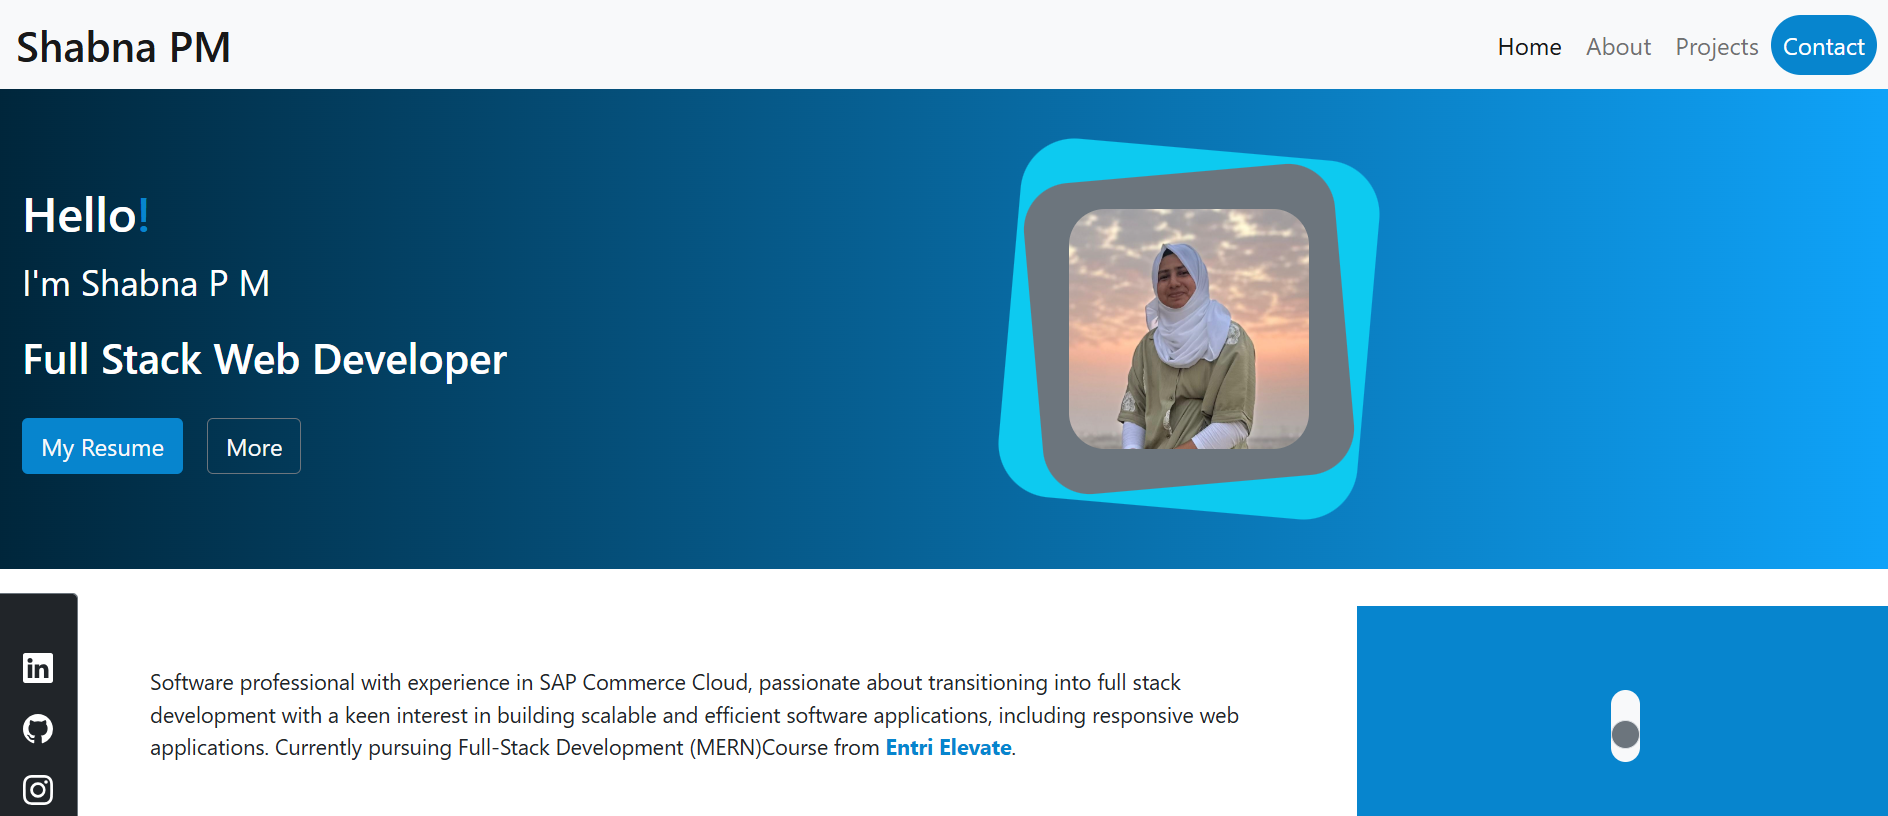 Shabna PM
Home About Projects Contact
Hello!
I'm Shabna P M
Full Stack Web Developer
My Resume More
in
Software professional with experience in SAP Commerce Cloud, passionate about transitioning into full stack
development with a keen interest in building scalable and efficient software applications, including responsive web
applications. Currently pursuing Full-Stack Development (MERN)Course from Entri Elevate.